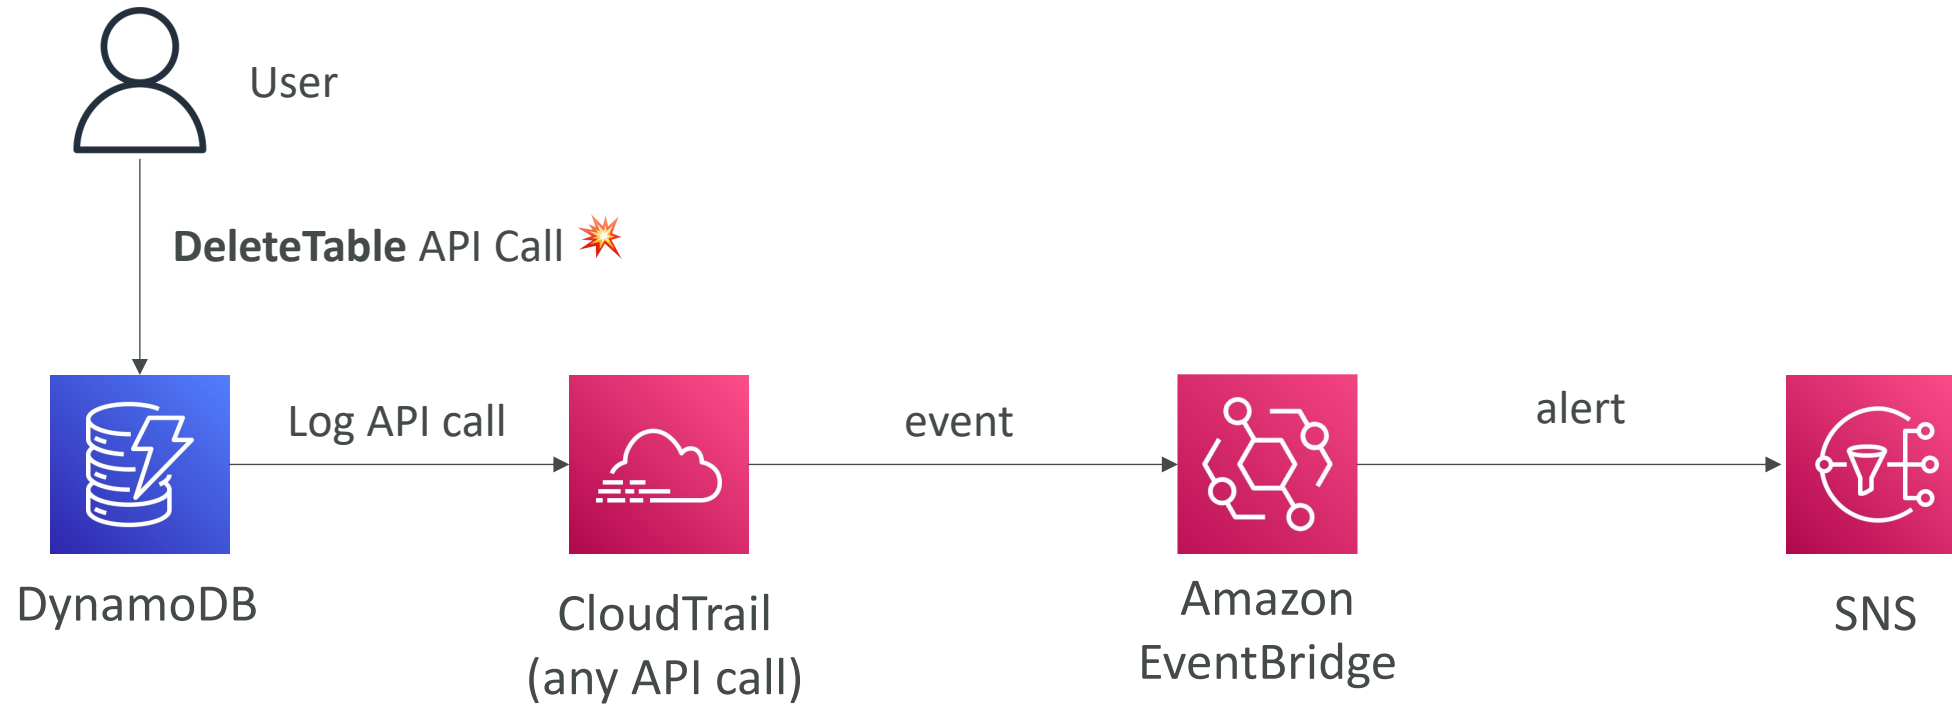 User
DeleteTable API Call
Log API call
event
alert
DynamoDB
CloudTrail
(any API call)
Amazon
EventBridge
SNS